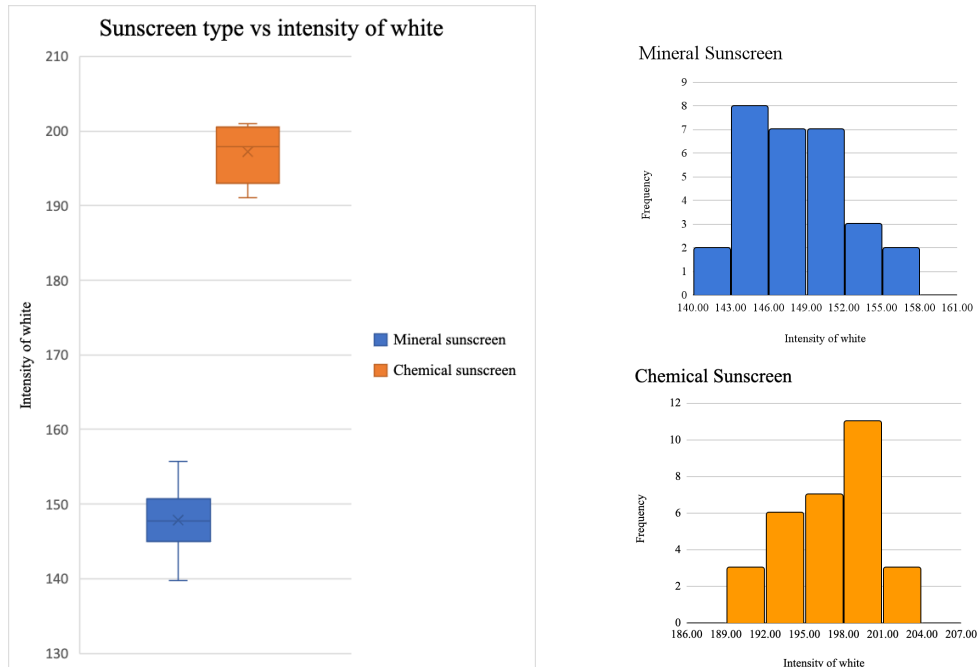 Sunscreen type vs intensity of white
210
200
190
180
170
160
150
140
130
Intensity of white
Mineral sunscreen
Chemical sunscreen
Mineral Sunscreen
9
8
7
6
5
4
3
2
1
0
Frequency
140.00 143.00 146.00 149.00 152.00 155.00 158.00 161.00
Intensity of white
Chemical Sunscreen
12
10
8
6
4
2
0
Frequency
186.00 189.00 192.00 195.00 198.00 201.00 204.00 207.00
Intensity of white